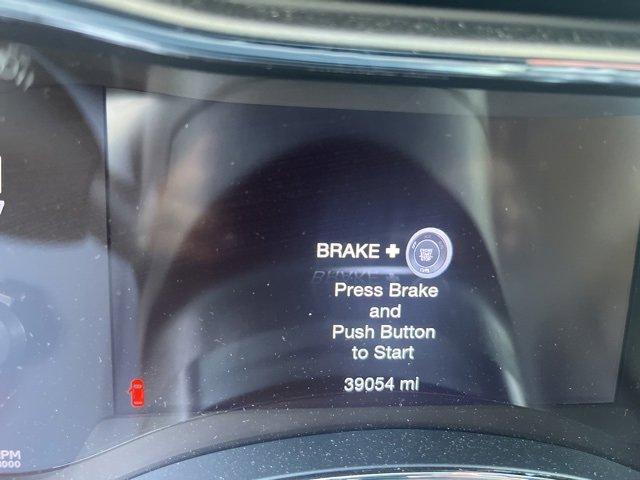 BRAKE +
Press Brake
and
Push Button
to Start
39054 mi